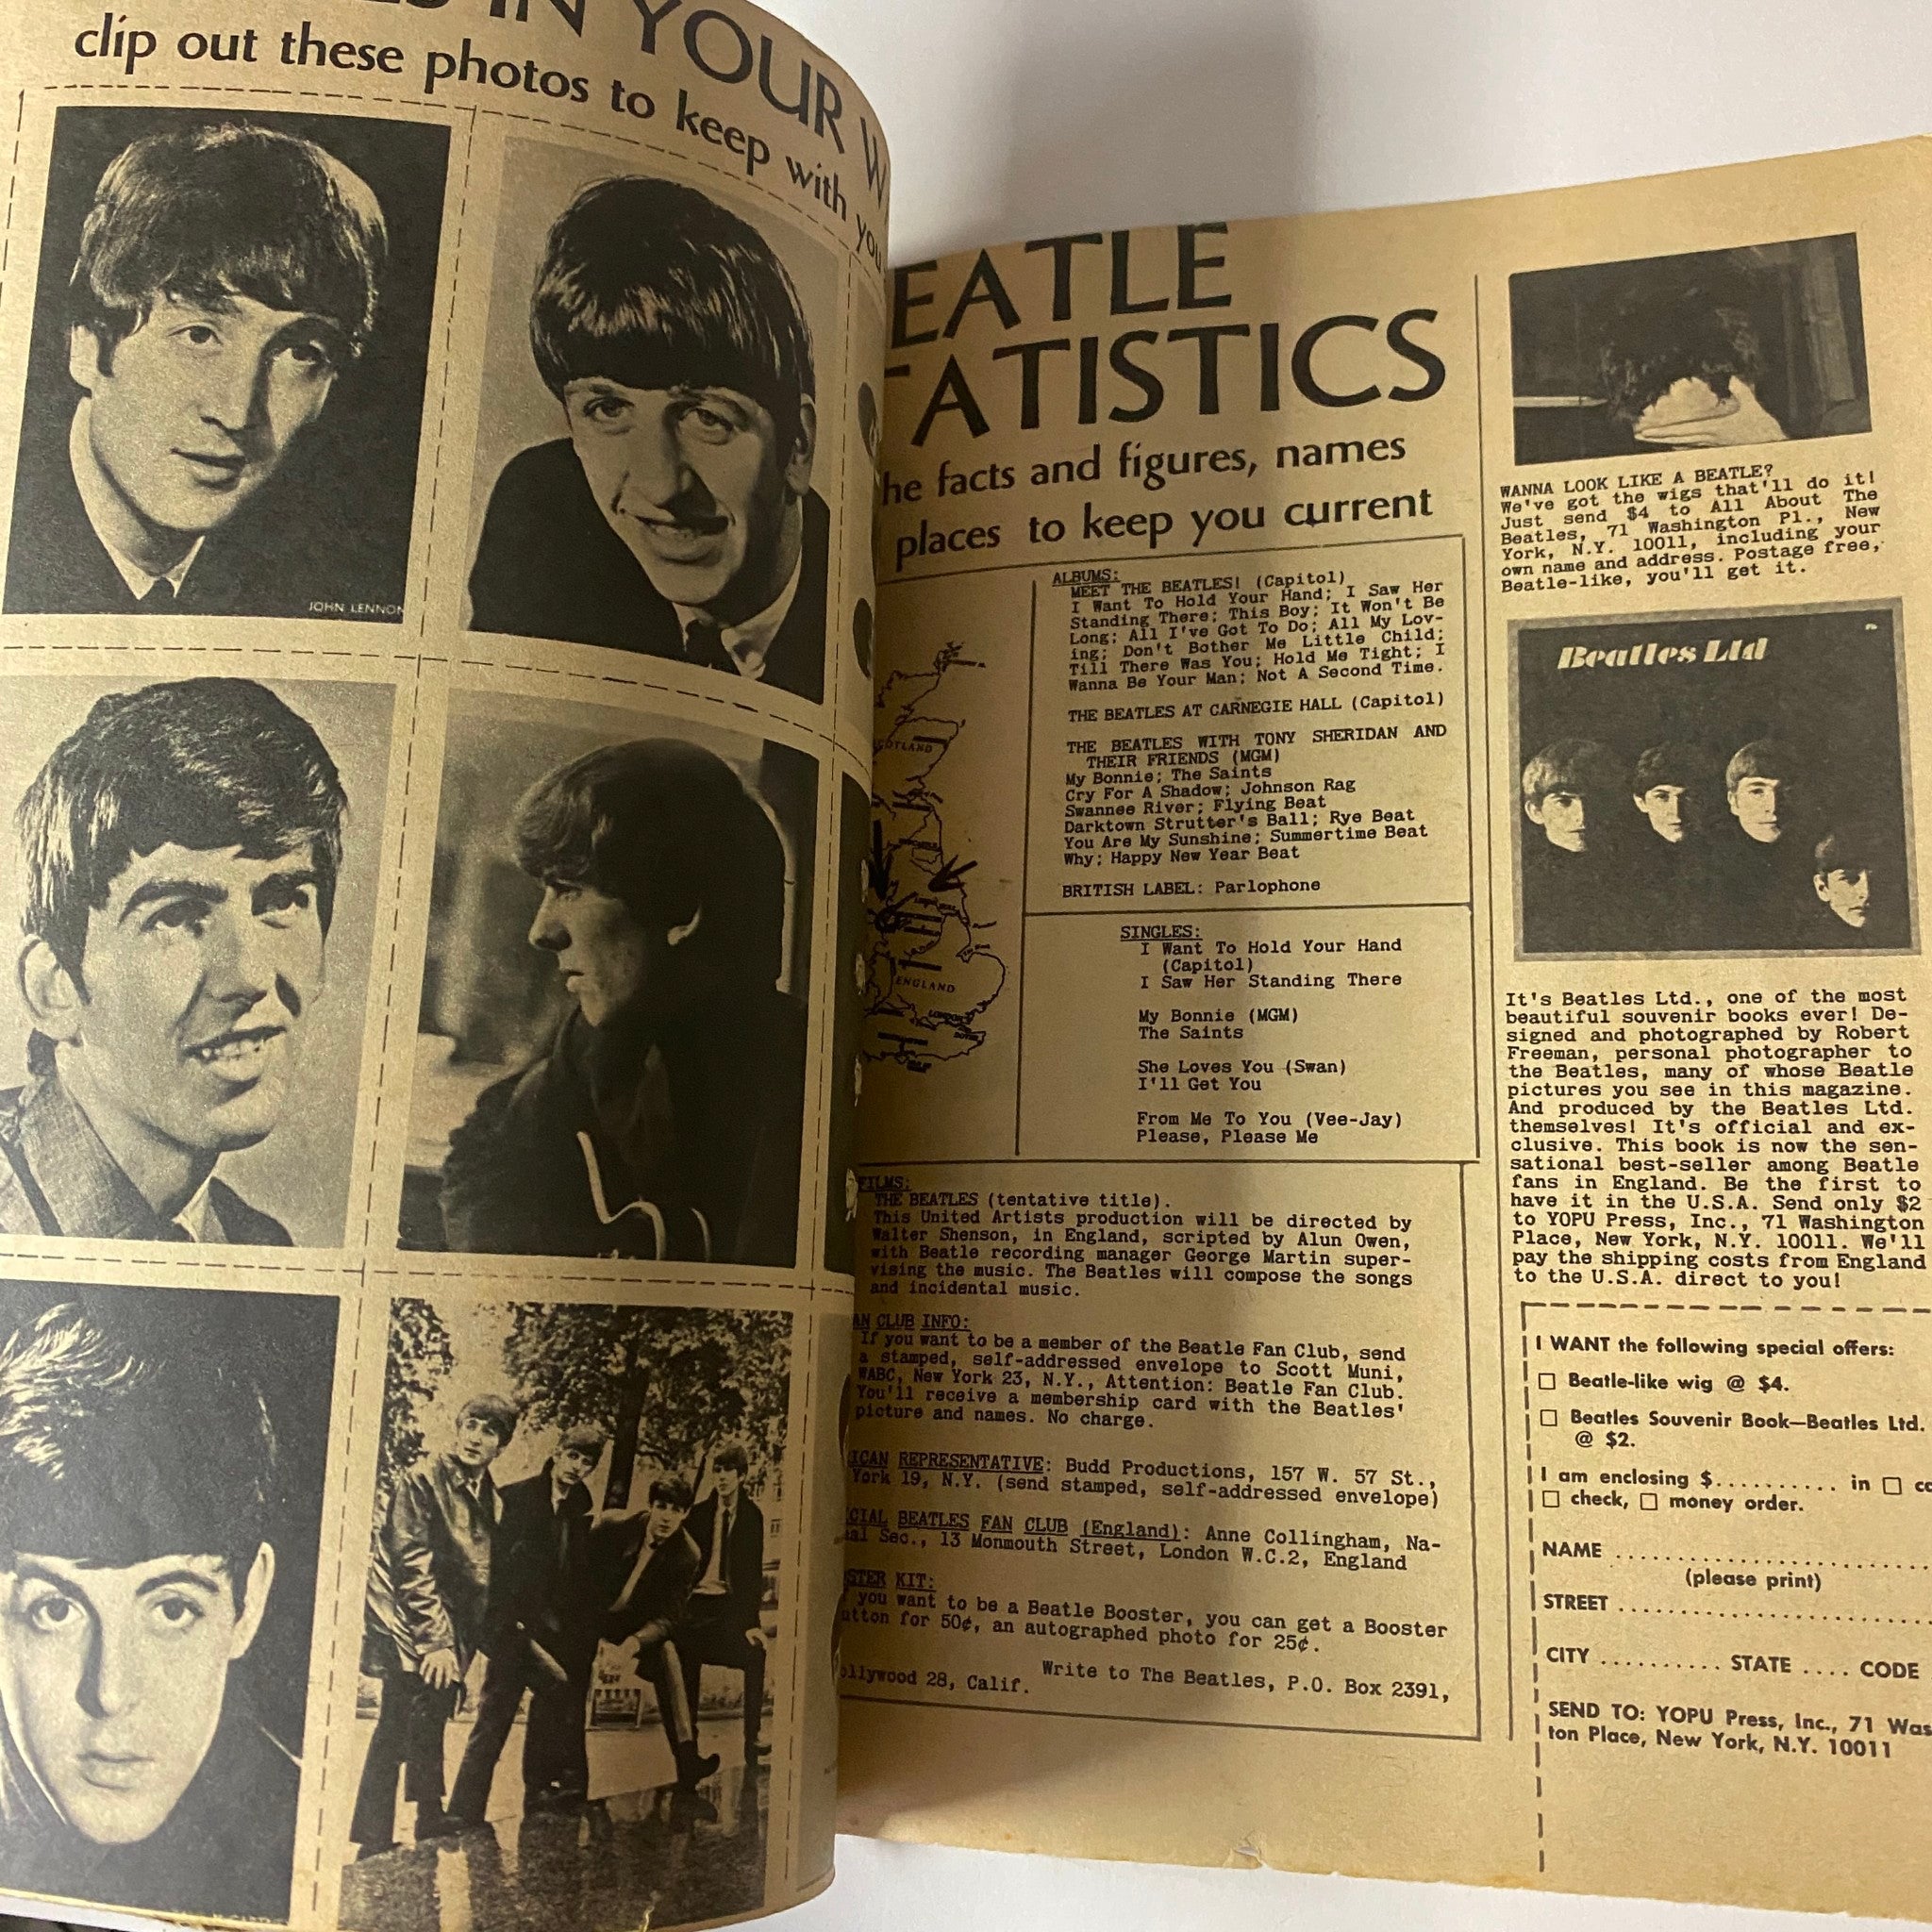 IN YOUR
clip out these photos to keep with you
JOHN LENNON
EATLE
TATISTICS
he facts and figures, names
places to keep you current
SCOTLAND
ENGLAND
LONDON
ALBUMS:
MEET THE BEATLES! (Capitol)
I Want To Hold Your Hand; I Saw Her
Standing There; This Boy; It Won't Be
Long; All I've Got To Do; All My Lov-
ing; Don't Bother Me Little Child;
Till There Was You; Hold Me Tight; I
Wanna Be Your Man; Not A Second Time.
THE BEATLES AT CARNEGIE HALL (Capitol)
THE BEATLES WITH TONY SHERIDAN AND
THEIR FRIENDS (MGM)
My Bonnie; The Saints
Cry For A Shadow; Johnson Rag
Swannee River; Flying Beat
Darktown Strutter's Ball; Rye Beat
You Are My Sunshine; Summertime Beat
Why; Happy New Year Beat
BRITISH LABEL: Parlophone
SINGLES:
I Want To Hold Your Hand
(Capitol)
I Saw Her Standing There
My Bonnie (MGM)
The Saints
She Loves You (Swan)
I'll Get You
From Me To You (Vee-Jay)
Please, Please Me
FILMS:
THE BEATLES (tentative title).
This United Artists production will be directed by
Walter Shenson, in England, scripted by Alun Owen,
with Beatle recording manager George Martin super-
vising the music. The Beatles will compose the songs
and incidental music.
AN CLUB INFO:
If you want to be a member of the Beatle Fan Club, send
a stamped, self-addressed envelope to Scott Muni,
WABC, New York 23, N.Y., Attention: Beatle Fan Club.
You'll receive a membership card with the Beatles'
picture and names. No charge.
ICAN REPRESENTATIVE: Budd Productions, 157 W. 57 St.,
York 19, N.Y. (send stamped, self-addressed envelope)
CIAL BEATLES FAN CLUB (England): Anne Collingham, Na-
nal Sec., 13 Monmouth Street, London W.C.2, England
STER KIT:
you want to be a Beatle Booster, you can get a Booster
utton for 50¢, an autographed photo for 25¢.
Write to The Beatles, P.O. Box 2391,
ollywood 28, Calif.
WANNA LOOK LIKE A BEATLE?
We've got the wigs that'll do it!
Just send $4 to All About The
Beatles, 71 Washington Pl., New
York, N.Y. 10011, including your
own name and address. Postage free,
Beatle-like, you'll get it.
Beatles Ltd
It's Beatles Ltd., one of the most
beautiful souvenir books ever! De-
signed and photographed by Robert
Freeman, personal photographer to
the Beatles, many of whose Beatle
pictures you see in this magazine.
And produced by the Beatles Ltd.
themselves! It's official and ex-
clusive. This book is now the sen-
sational best-seller among Beatle
fans in England. Be the first to
have it in the U.S.A. Send only $2
to YOPU Press, Inc., 71 Washington
Place, New York, N.Y. 10011. We'll
pay the shipping costs from England
to the U.S.A. direct to you!
I WANT the following special offers:
Beatle-like wig @ $4.
Beatles Souvenir Book—Beatles Ltd.
@ $2.
I am enclosing $.......... in
check, money order.
NAME ....................
(please print)
STREET ....................
CITY .......... STATE .... CODE
SEND TO: YOPU Press, Inc., 71 Was
ton Place, New York, N.Y. 10011